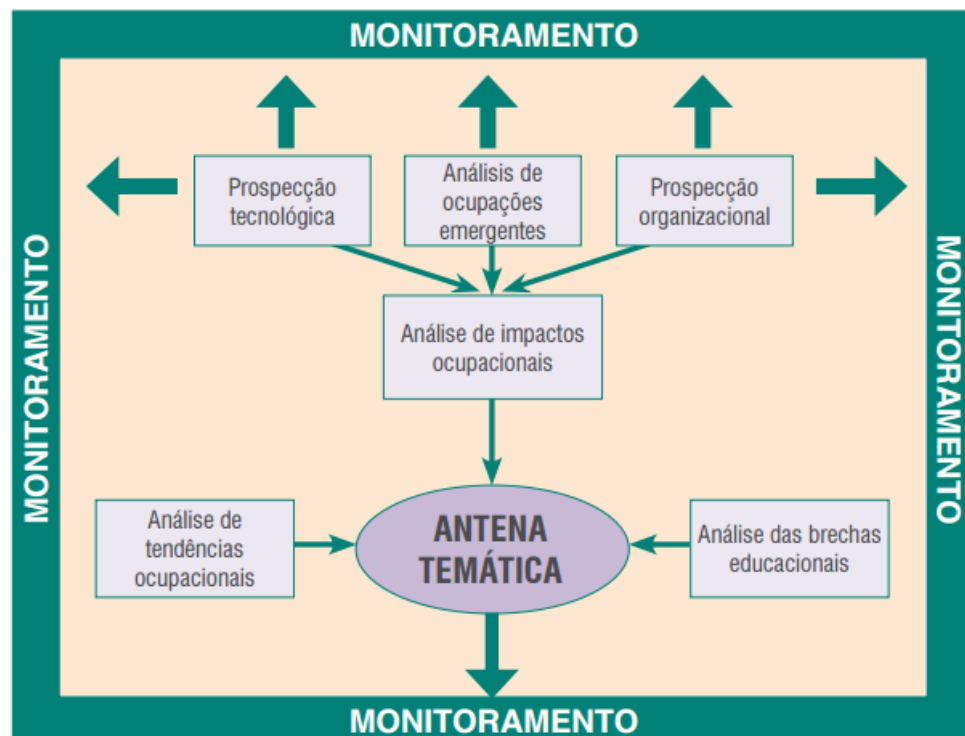 MONITORAMENTO
MONITORAMENTO
MONITORAMENTO
Prospecção
tecnológica
Análisis de
ocupações
emergentes
Prospecção
organizacional
Análise de impactos
ocupacionais
Análise de
tendências
ocupacionais
ANTENA
TEMÁTICA
Análise das brechas
educacionais
MONITORAMENTO